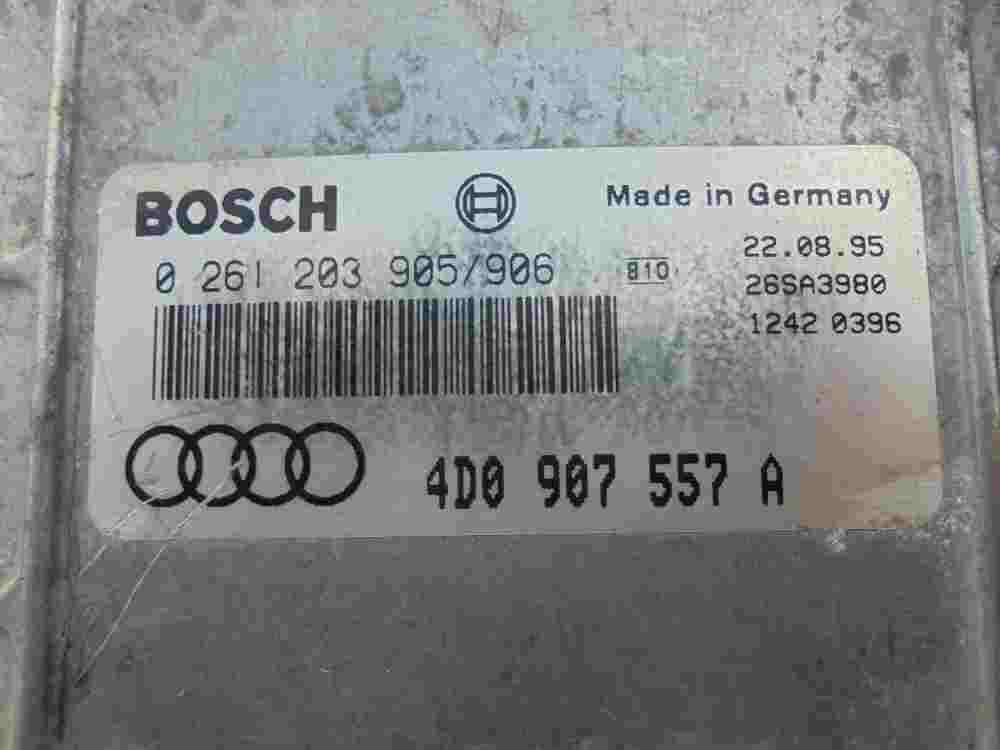 BOSCH
Made in Germany
0 261 203 905/906
810
22.08.95
26SA3980
1242 0396
4D0 907 557 A